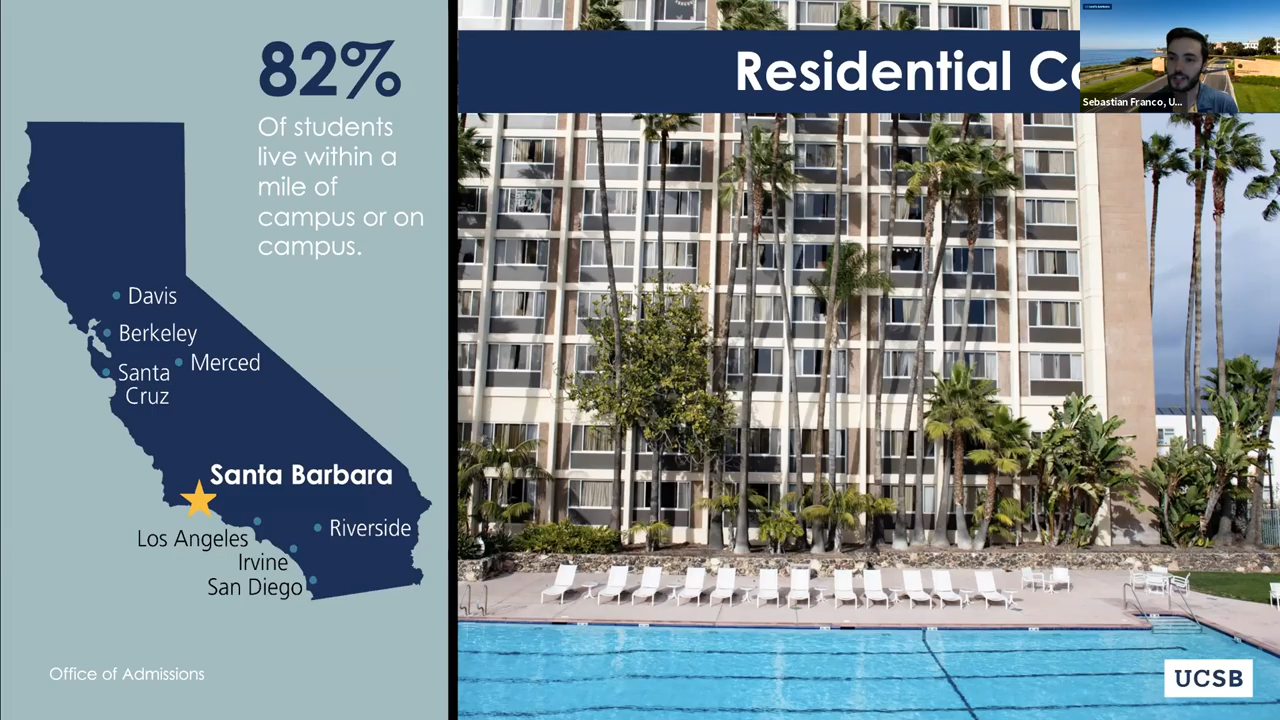 82%
Of students
live within a
mile of
campus or on
campus.
Davis
Berkeley
Merced
Santa
Cruz
Santa Barbara
Los Angeles
Riverside
Irvine
San Diego
Office of Admissions
Residential Co
Sebastian Franco, U...
UCSB